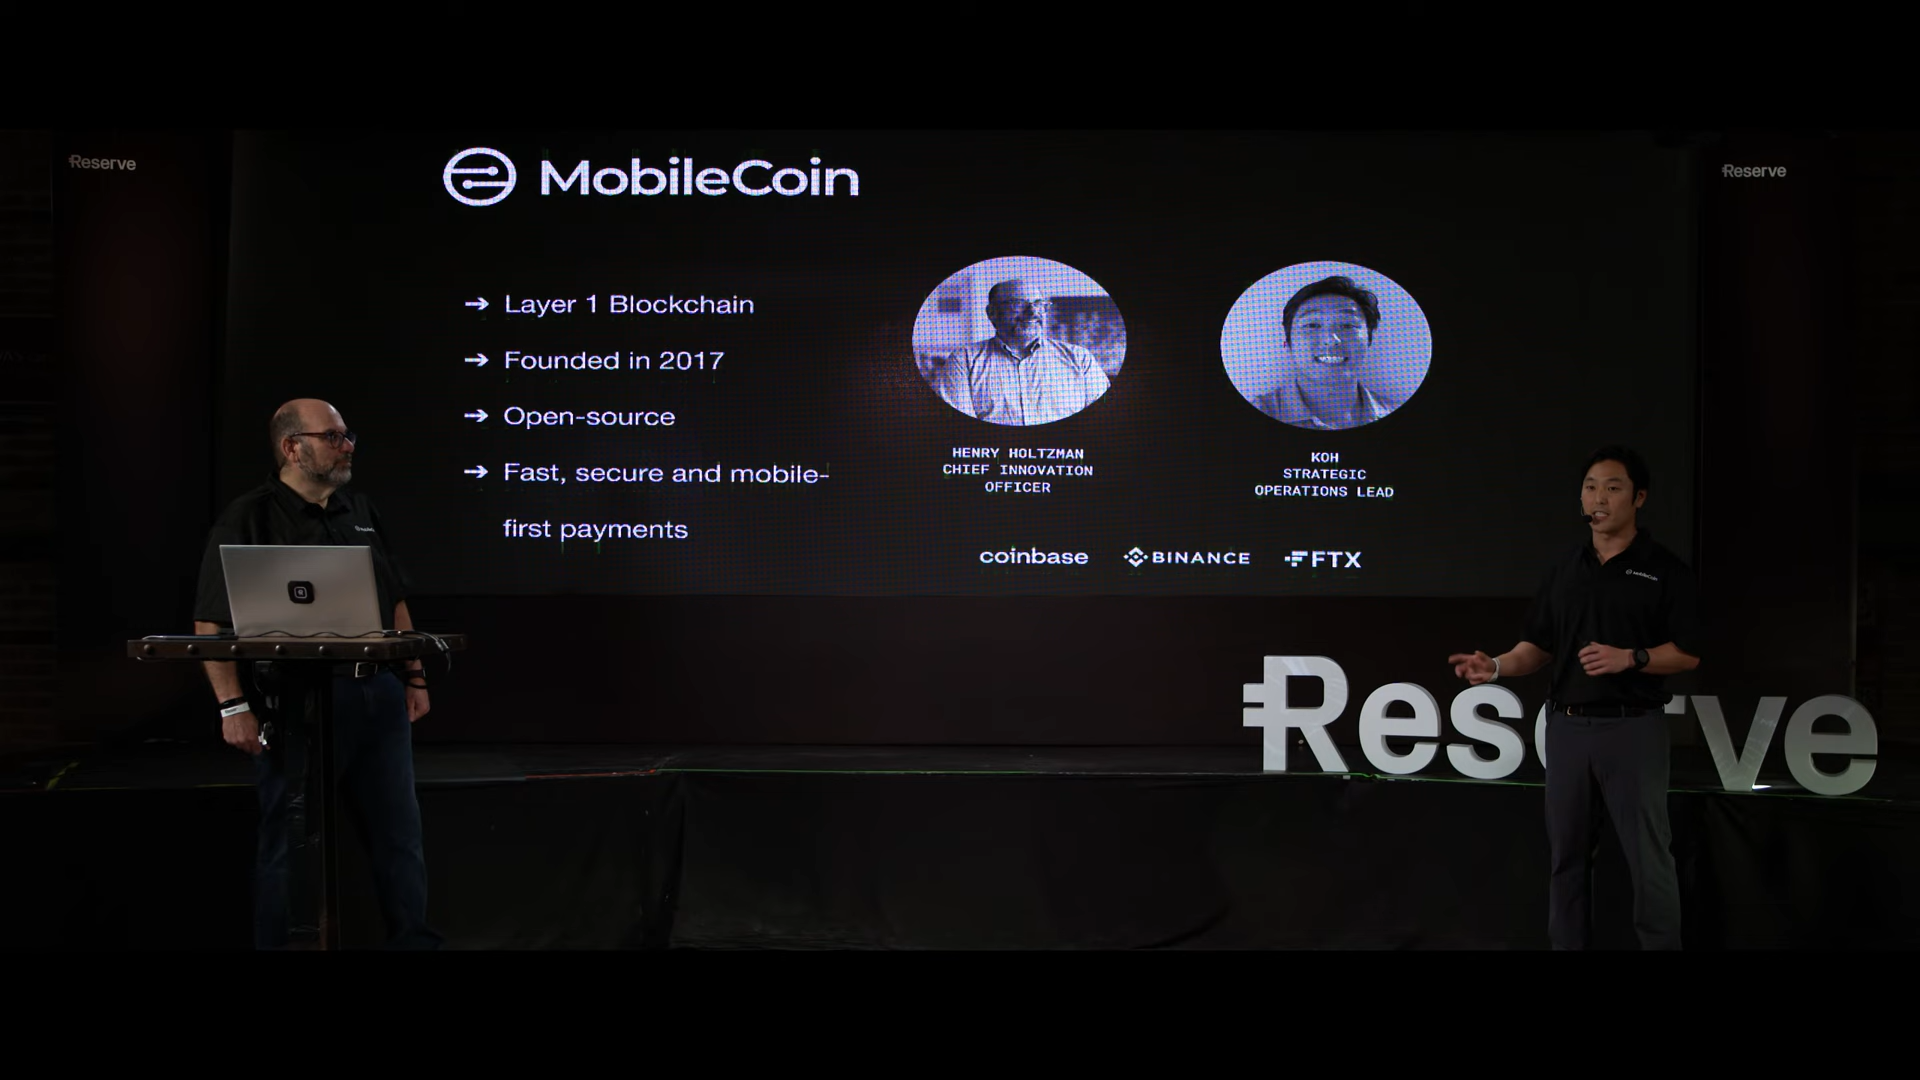 Reserve
Reserve
MobileCoin
→ Layer 1 Blockchain
→ Founded in 2017
→ Open-source
→ Fast, secure and mobile-
first payments
HENRY HOLTZMAN
CHIEF INNOVATION
OFFICER
KOH
STRATEGIC
OPERATIONS LEAD
coinbase
BINANCE
FTX
MobileCoin
Reserve